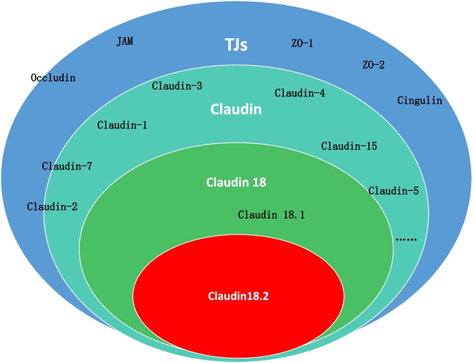 JAM
TJs
ZO-1
ZO-2
Occludin
Claudin-3
Claudin-4
Cingulin
Claudin
Claudin-1
Claudin-15
Claudin-7
Claudin 18
Claudin-5
Claudin-2
Claudin 18.1
……
Claudin18.2